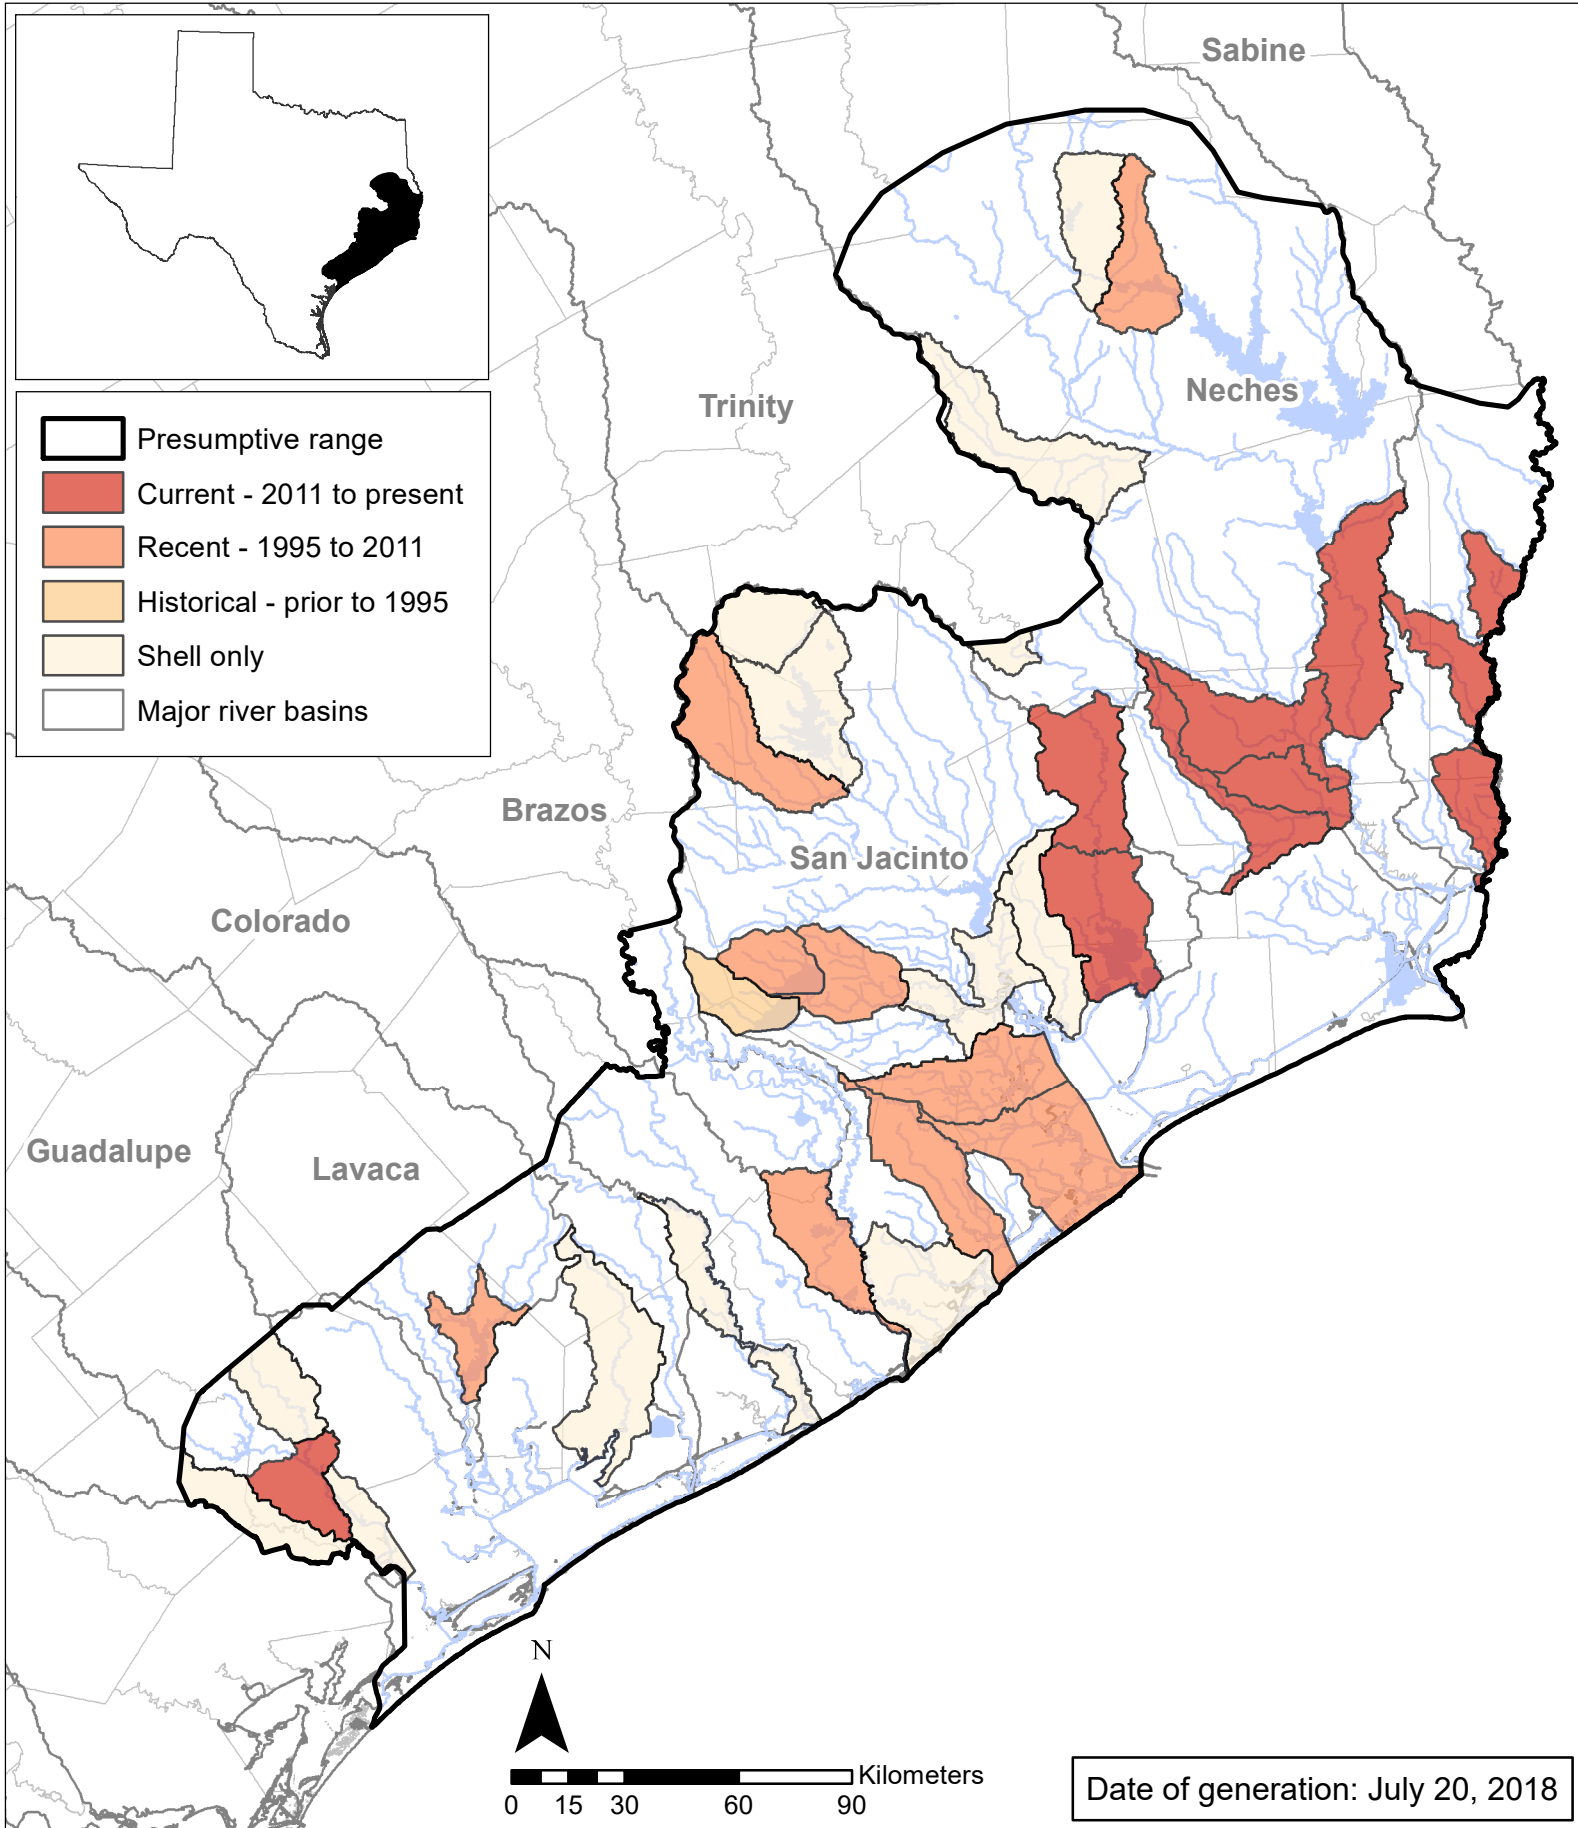 Sabine
Presumptive range
Current - 2011 to present
Recent - 1995 to 2011
Historical - prior to 1995
Shell only
Major river basins
Trinity
Neches
Brazos
San Jacinto
Colorado
Guadalupe
Lavaca
N
Kilometers
0 15 30 60 90
Date of generation: July 20, 2018